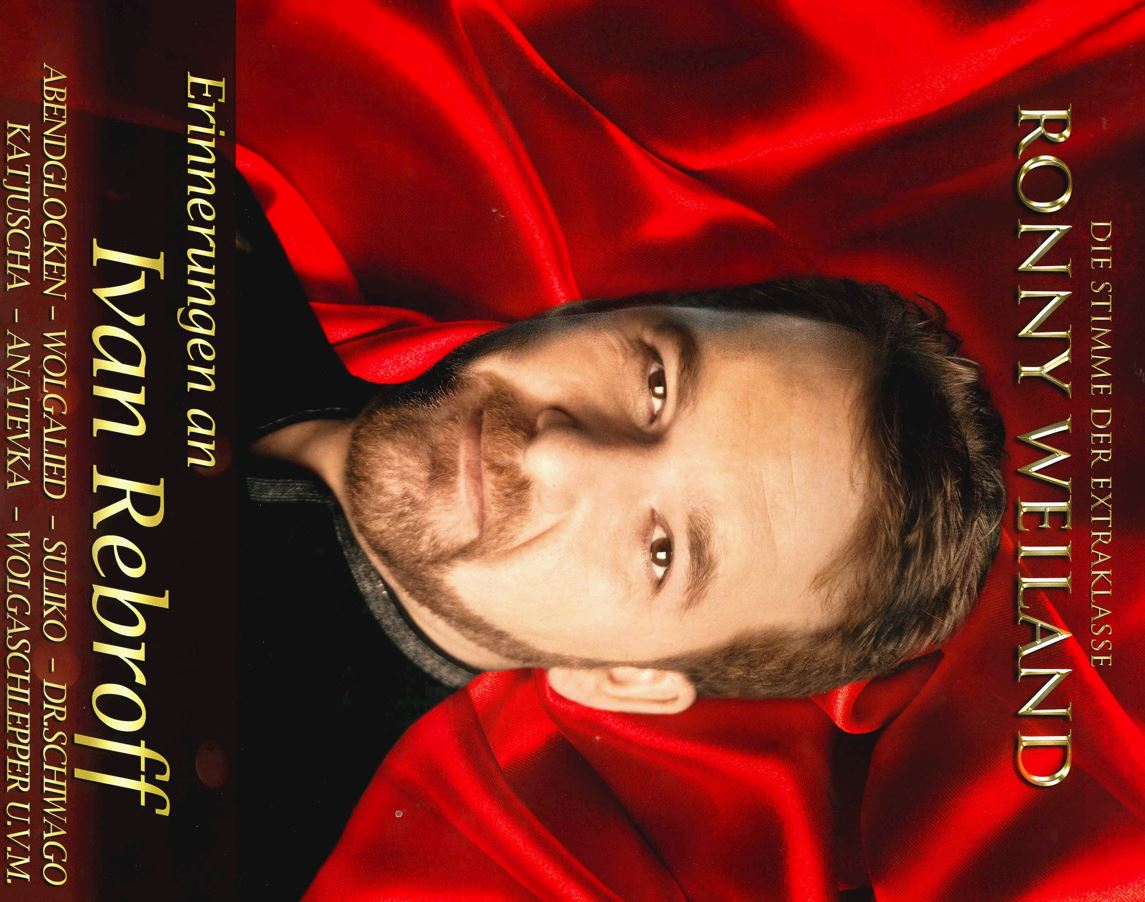 DIE STIMME DER EXTRAKLASSE
RONNY WEILAND
Erinnerungen an
Ivan Rebroff
ABENDGLOCKEN – WOLGALIED – SULIKO – DR.SCHIWAGO
KATJUSCHA – ANATEVKA – WOLGASCHLEPPER U.V.M.